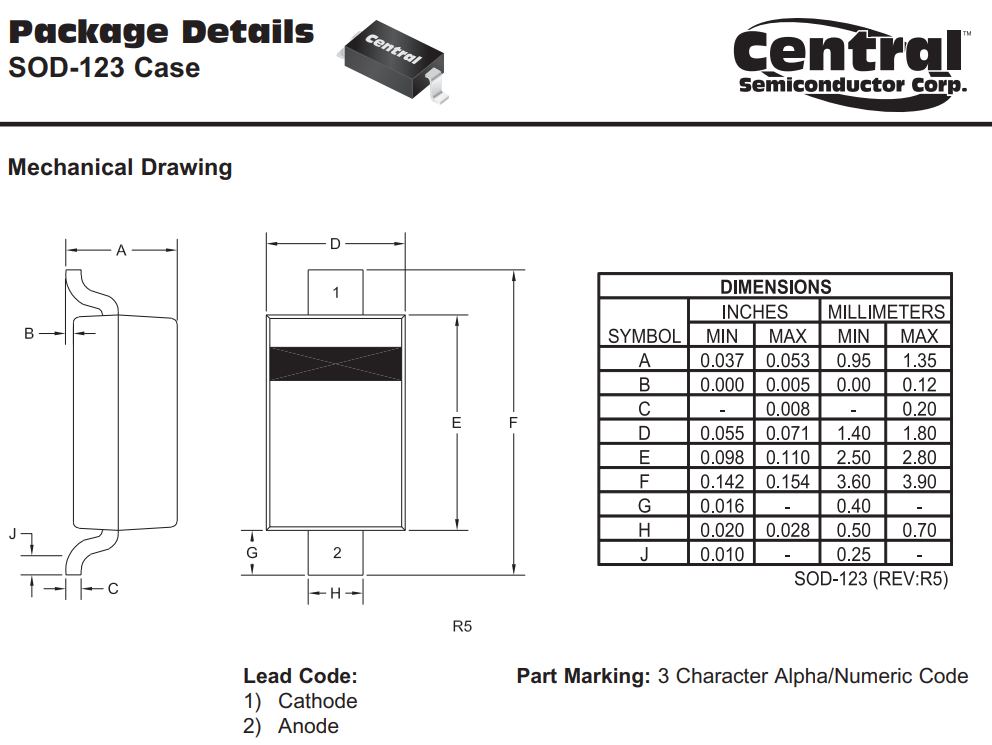 Package Details
SOD-123 Case
Central
Central™
Semiconductor Corp.
Mechanical Drawing
A
B
J
C
D
1
E
F
G
2
H
R5
DIMENSIONS
INCHES MILLIMETERS
SYMBOL MIN MAX MIN MAX
A 0.037 0.053 0.95 1.35
B 0.000 0.005 0.00 0.12
C - 0.008 - 0.20
D 0.055 0.071 1.40 1.80
E 0.098 0.110 2.50 2.80
F 0.142 0.154 3.60 3.90
G 0.016 - 0.40 -
H 0.020 0.028 0.50 0.70
J 0.010 - 0.25 -
SOD-123 (REV:R5)
Lead Code:
1) Cathode
2) Anode
Part Marking: 3 Character Alpha/Numeric Code